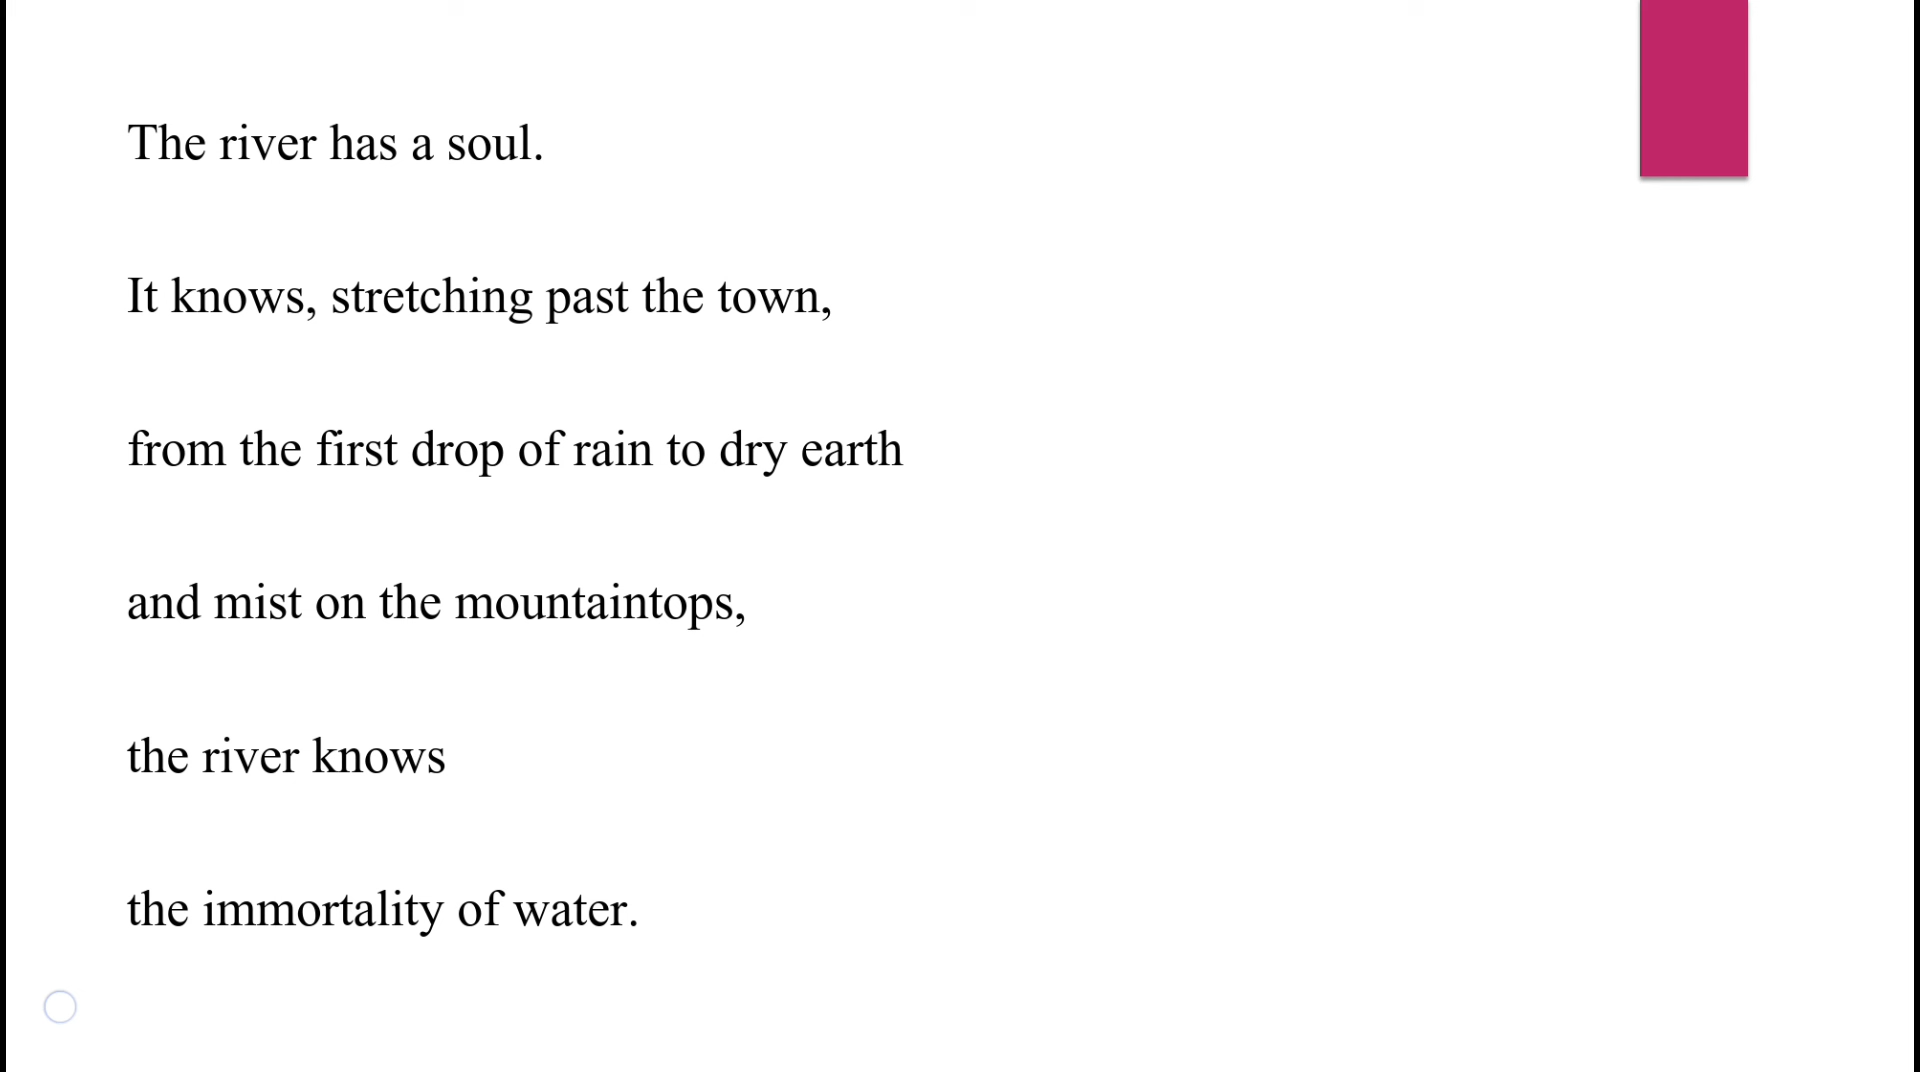 The river has a soul.
It knows, stretching past the town,
from the first drop of rain to dry earth
and mist on the mountaintops,
the river knows
the immortality of water.